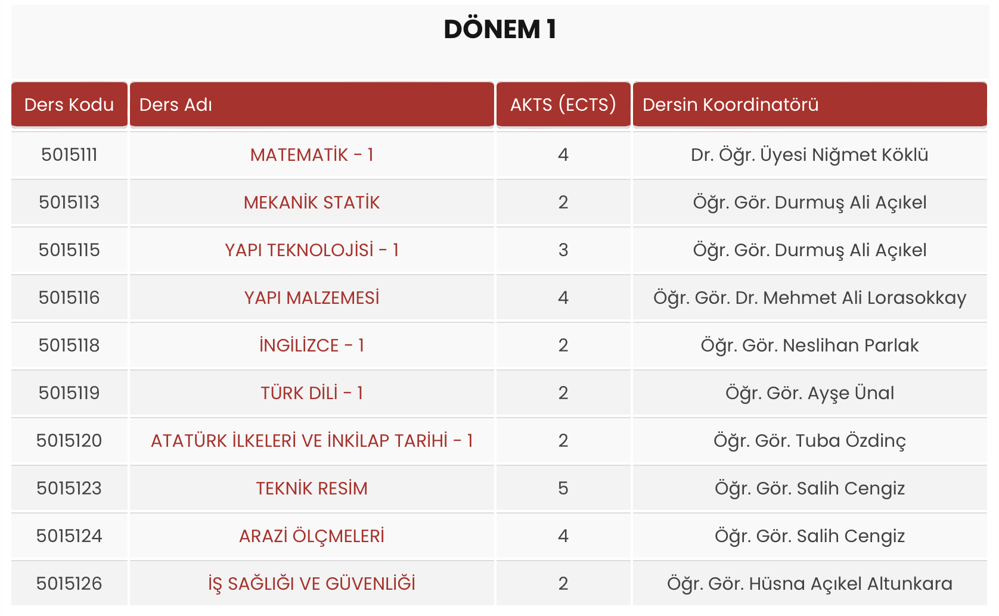 DÖNEM 1
Ders Kodu Ders Adı AKTS (ECTS) Dersin Koordinatörü
5015111 MATEMATİK - 1 4 Dr. Öğr. Üyesi Niğmet Köklü
5015113 MEKANİK STATİK 2 Öğr. Gör. Durmuş Ali Açıkel
5015115 YAPI TEKNOLOJİSİ - 1 3 Öğr. Gör. Durmuş Ali Açıkel
5015116 YAPI MALZEMESİ 4 Öğr. Gör. Dr. Mehmet Ali Lorasokkay
5015118 İNGİLİZCE - 1 2 Öğr. Gör. Neslihan Parlak
5015119 TÜRK DİLİ - 1 2 Öğr. Gör. Ayşe Ünal
5015120 ATATÜRK İLKELERİ VE İNKİLAP TARİHİ - 1 2 Öğr. Gör. Tuba Özdinç
5015123 TEKNİK RESİM 5 Öğr. Gör. Salih Cengiz
5015124 ARAZİ ÖLÇMELERİ 4 Öğr. Gör. Salih Cengiz
5015126 İŞ SAĞLIĞI VE GÜVENLİĞİ 2 Öğr. Gör. Hüsna Açıkel Altunkara